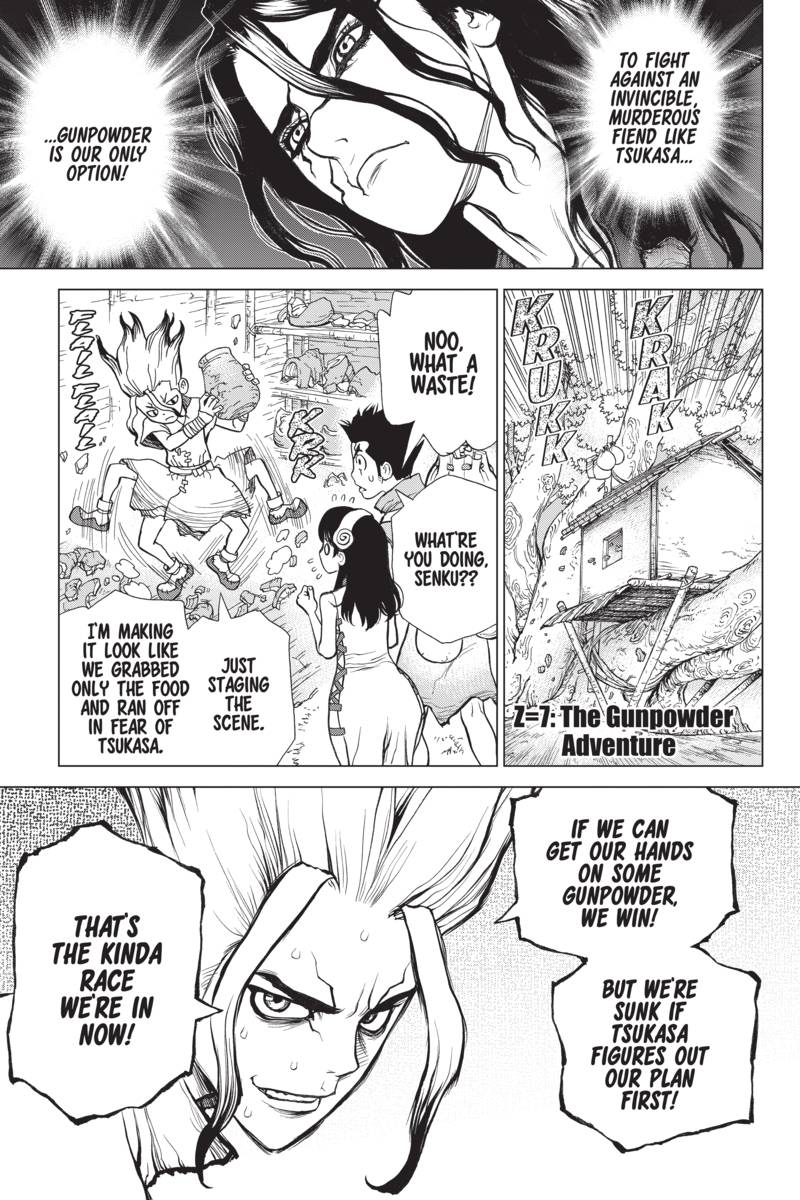 TO FIGHT
AGAINST AN
INVINCIBLE,
MURDEROUS
FIEND LIKE
TSUKASA...
...GUNPOWDER
IS OUR ONLY
OPTION!
KRAK
KRUKK
Z=7: The Gunpowder
Adventure
NOO,
WHAT A
WASTE!
KRK
FLAIL FLAIL
WHAT'RE
YOU DOING,
SENKU??
JUST
STAGING
THE
SCENE.
I'M MAKING
IT LOOK LIKE
WE GRABBED
ONLY THE FOOD
AND RAN OFF
IN FEAR OF
TSUKASA.
IF WE CAN
GET OUR HANDS
ON SOME
GUNPOWDER,
WE WIN!
BUT WE'RE
SUNK IF
TSUKASA
FIGURES OUT
OUR PLAN
FIRST!
THAT'S
THE KINDA
RACE
WE'RE IN
NOW!